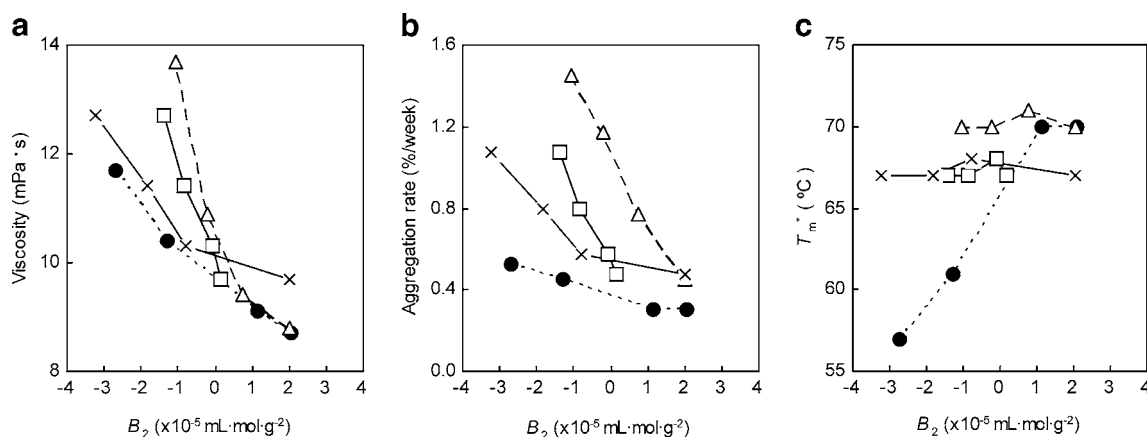 a
14
12
10
8
Viscosity (mPa · s)
-4 -3 -2 -1 0 1 2 3 4
B₂ (x10⁻⁵ mL·mol·g⁻²)
b
1.6
1.2
0.8
0.4
0.0
Aggregation rate (%/week)
-4 -3 -2 -1 0 1 2 3 4
B₂ (x10⁻⁵ mL·mol·g⁻²)
c
75
70
65
60
55
Tₘ* (ºC)
-4 -3 -2 -1 0 1 2 3 4
B₂ (x10⁻⁵ mL·mol·g⁻²)